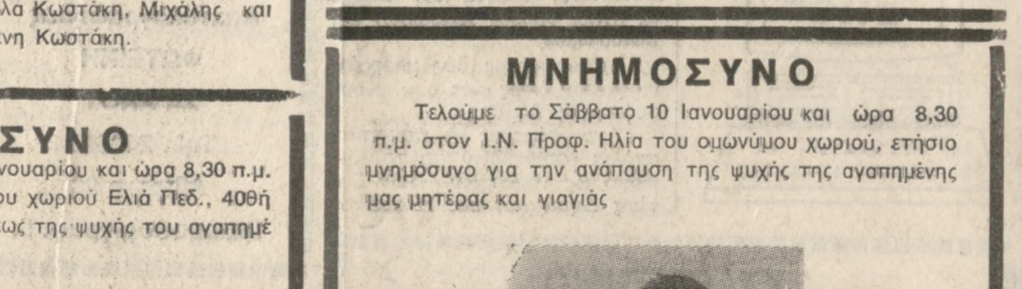 λα Κωστάκη, Μιχάλης και
νη Κωστάκη.
ΣΥΝΟ
νουαρίου και ώρα 8,30 π.μ.
ου χωριού Ελιά Πεδ., 40θή
ως της ψυχής του αγαπημέ
ΜΝΗΜΟΣΥΝΟ
Τελούμε το Σάββατο 10 Ιανουαρίου και ώρα 8,30
π.μ. στον Ι.Ν. Προφ. Ηλία του ομωνύμου χωριού, ετήσιο
μνημόσυνο για την ανάπαυση της ψυχής της αγαπημένης
μας μητέρας και γιαγιάς